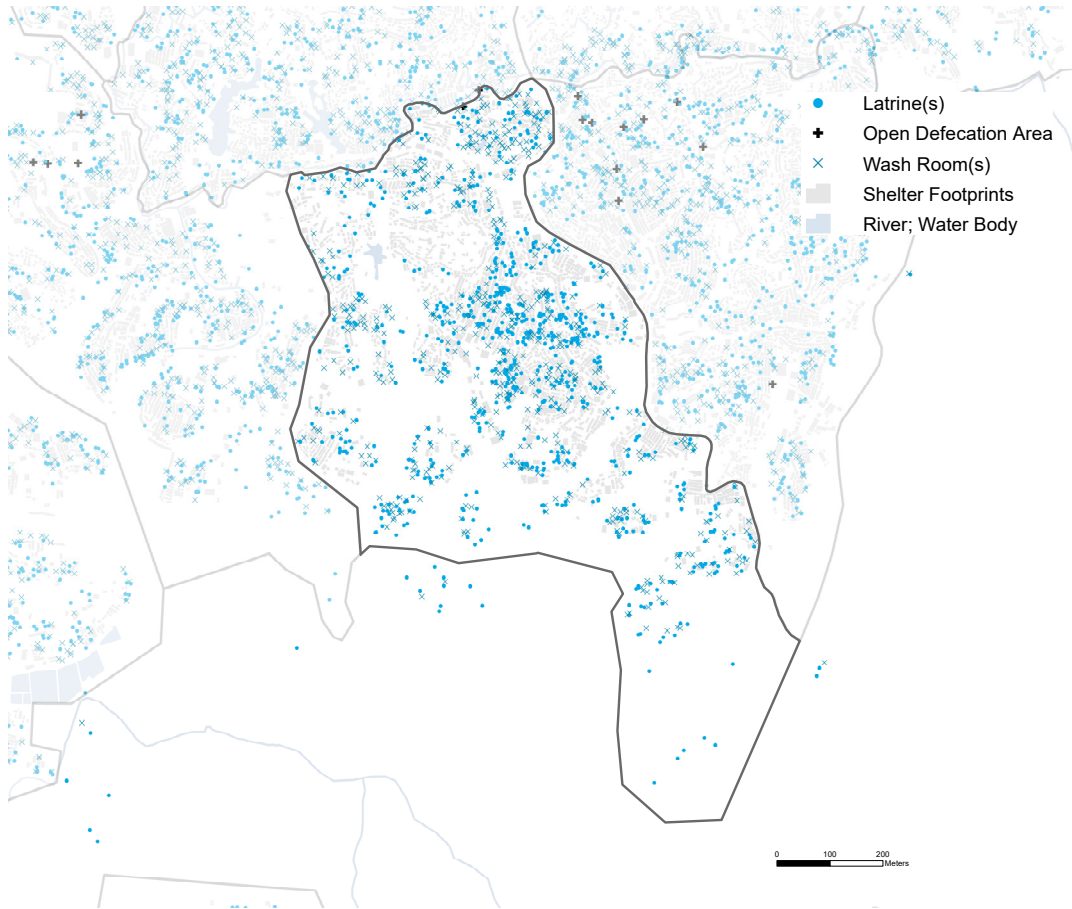 Latrine(s)
Open Defecation Area
Wash Room(s)
Shelter Footprints
River; Water Body
0 100 200
Meters